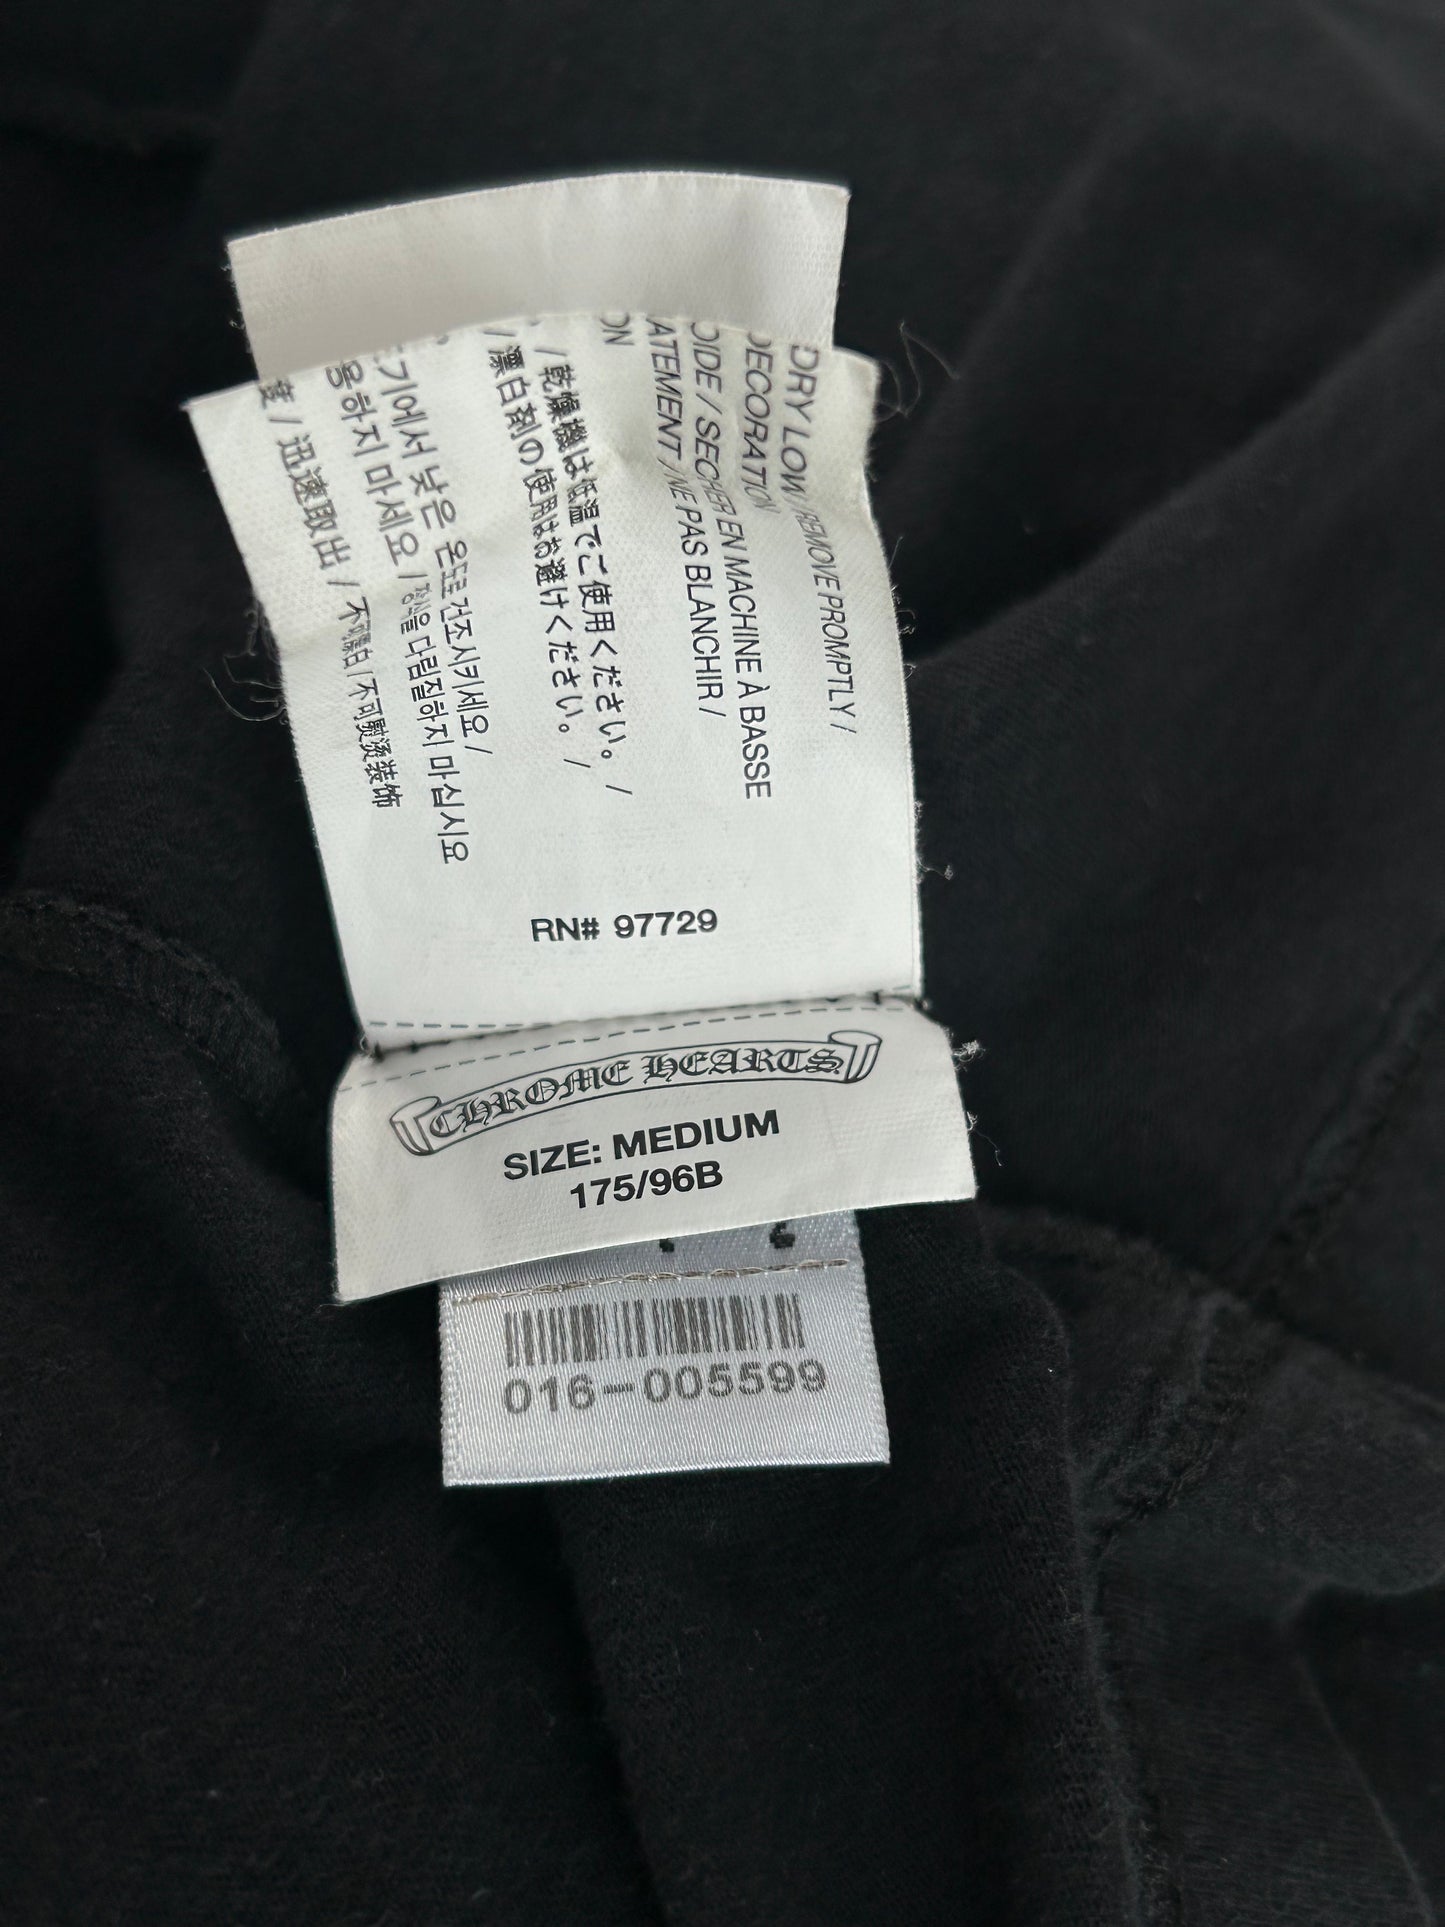 DRY LOW / REMOVE PROMPTLY /
DECORATION
SECHER EN MACHINE À BASSE
NE PAS BLANCHIR /
ON
/ 乾燥機は低温でご使用ください。 /
/ 漂白剤の使用はお避けください。 /
기에서 낮은 온도로 건조시키세요 /
용하지 마세요 / 장식을 다림질하지 마십시오
/ 迅速取出 / 不可漂白 / 不可熨烫装饰
RN# 97729
CHROME HEARTS
SIZE: MEDIUM
175/96B
016-005599